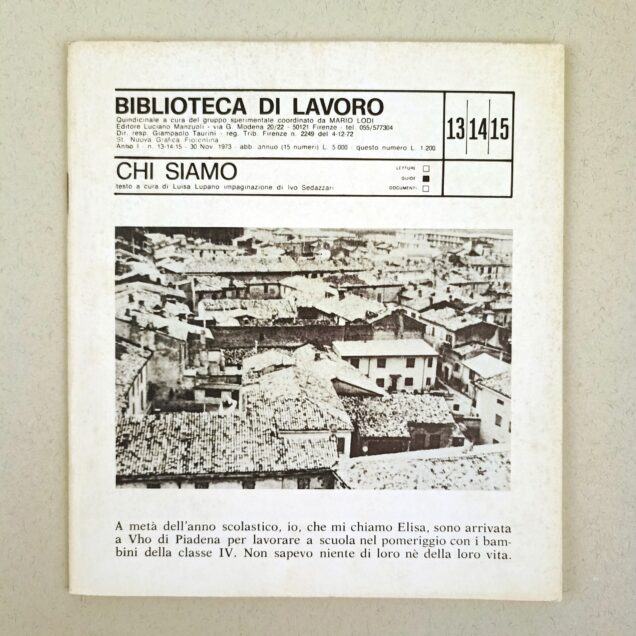 BIBLIOTECA DI LAVORO
Quindicinale a cura del gruppo sperimentale coordinato da MARIO LODI
Editore Luciano Manzuoli - via G. Modena 20/22 - 50121 Firenze - tel. 055/577304
Dir. resp. Giampaolo Taurini - reg. Trib. Firenze n. 2249 del 4-12-72
St. Nuova Grafica Fiorentina
Anno I - n. 13-14-15 - 30 Nov. 1973 - abb. annuo (15 numeri) L. 5.000 - questo numero L. 1.200
13|14|15
CHI SIAMO
testo a cura di Luisa Lupano impaginazione di Ivo Sedazzari
LETTURE
GUIDE
DOCUMENTI
A metà dell'anno scolastico, io, che mi chiamo Elisa, sono arrivata
a Vho di Piadena per lavorare a scuola nel pomeriggio con i bam-
bini della classe IV. Non sapevo niente di loro nè della loro vita.